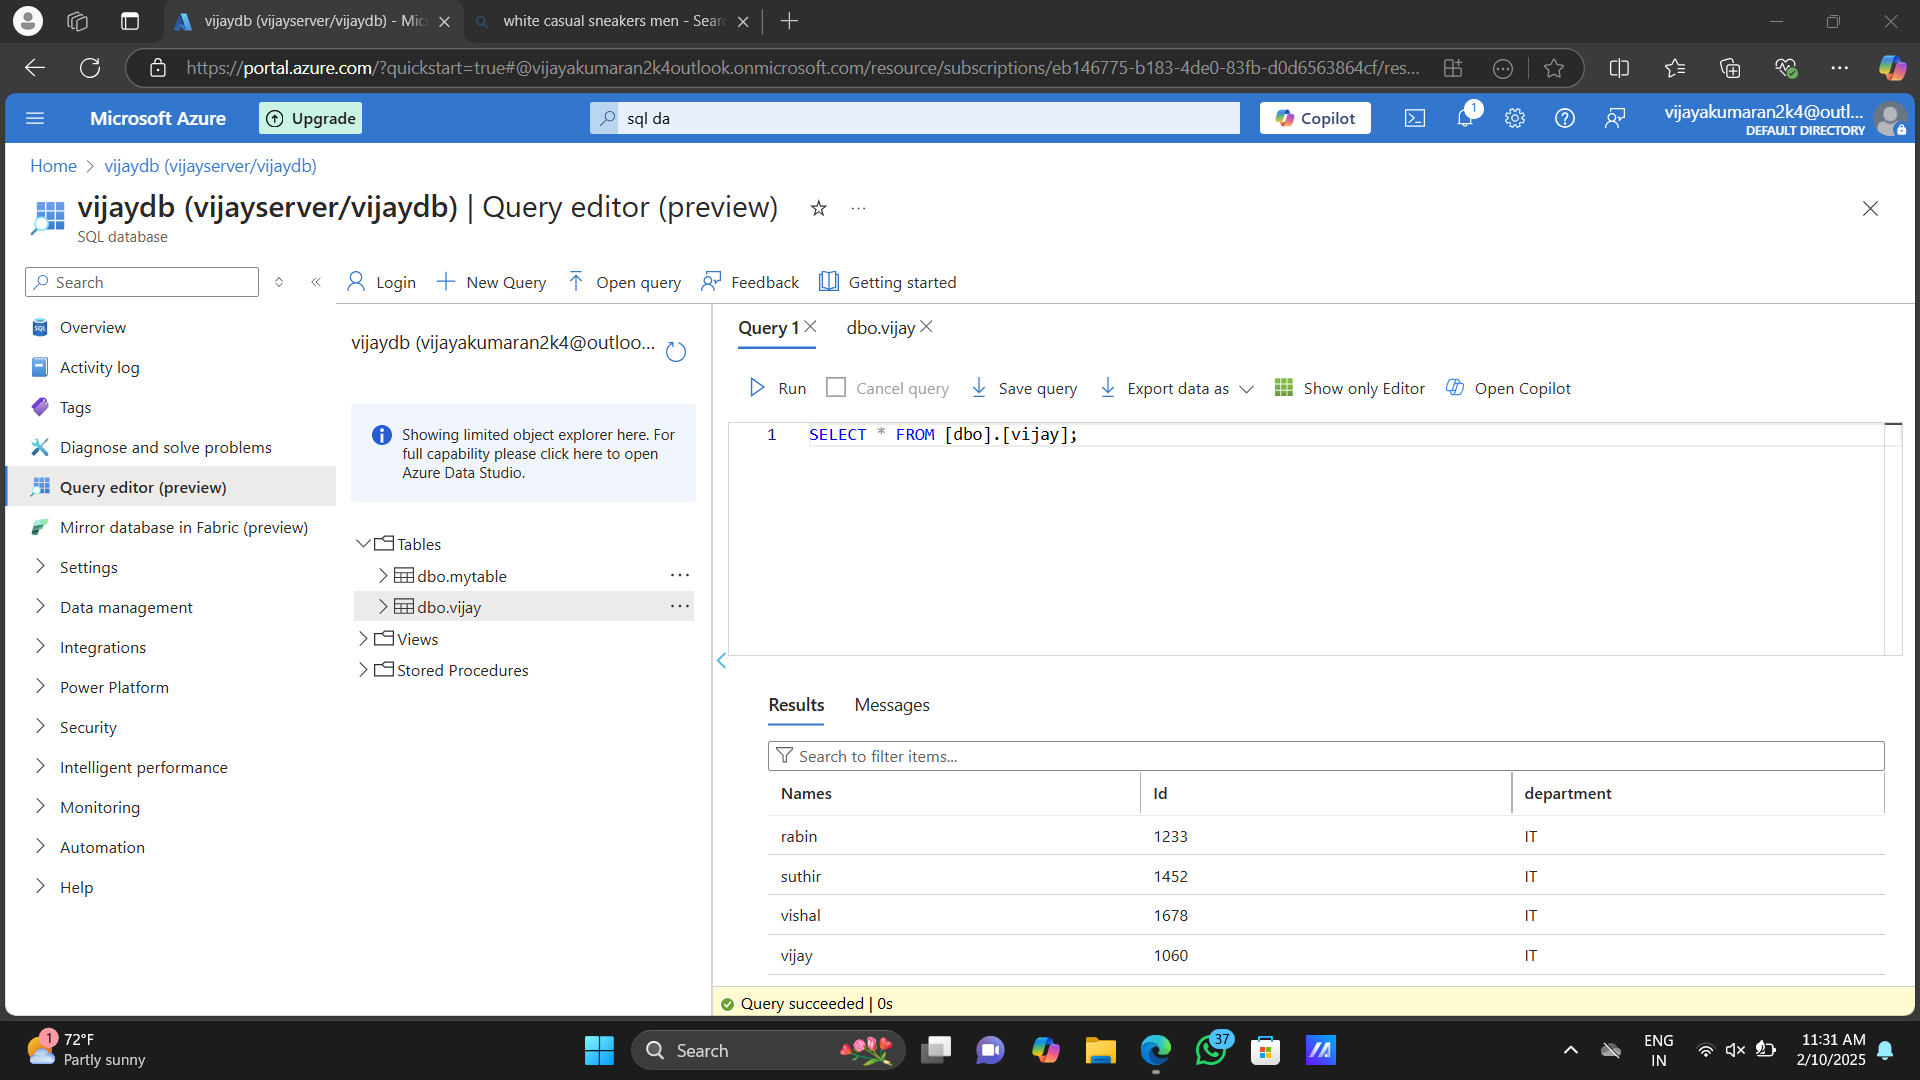 vijaydb (vijayserver/vijaydb) - Mic
white casual sneakers men - Sear
https://portal.azure.com/?quickstart=true#@vijayakumaran2k4outlook.onmicrosoft.com/resource/subscriptions/eb146775-b183-4de0-83fb-d0d6563864cf/res...
Microsoft Azure
Upgrade
sql da
Copilot
1
vijayakumaran2k4@outl...
DEFAULT DIRECTORY
Home > vijaydb (vijayserver/vijaydb)
vijaydb (vijayserver/vijaydb) | Query editor (preview)
SQL database
Search
Login
New Query
Open query
Feedback
Getting started
Overview
Activity log
Tags
Diagnose and solve problems
Query editor (preview)
Mirror database in Fabric (preview)
Settings
Data management
Integrations
Power Platform
Security
Intelligent performance
Monitoring
Automation
Help
vijaydb (vijayakumaran2k4@outloo...
Showing limited object explorer here. For
full capability please click here to open
Azure Data Studio.
Tables
dbo.mytable
dbo.vijay
Views
Stored Procedures
Query 1
dbo.vijay
Run
Cancel query
Save query
Export data as
Show only Editor
Open Copilot
1 SELECT * FROM [dbo].[vijay];
Results
Messages
Search to filter items...
Names Id department
rabin 1233 IT
suthir 1452 IT
vishal 1678 IT
vijay 1060 IT
Query succeeded | 0s
1
72°F
Partly sunny
Search
37
ENG
IN
11:31 AM
2/10/2025